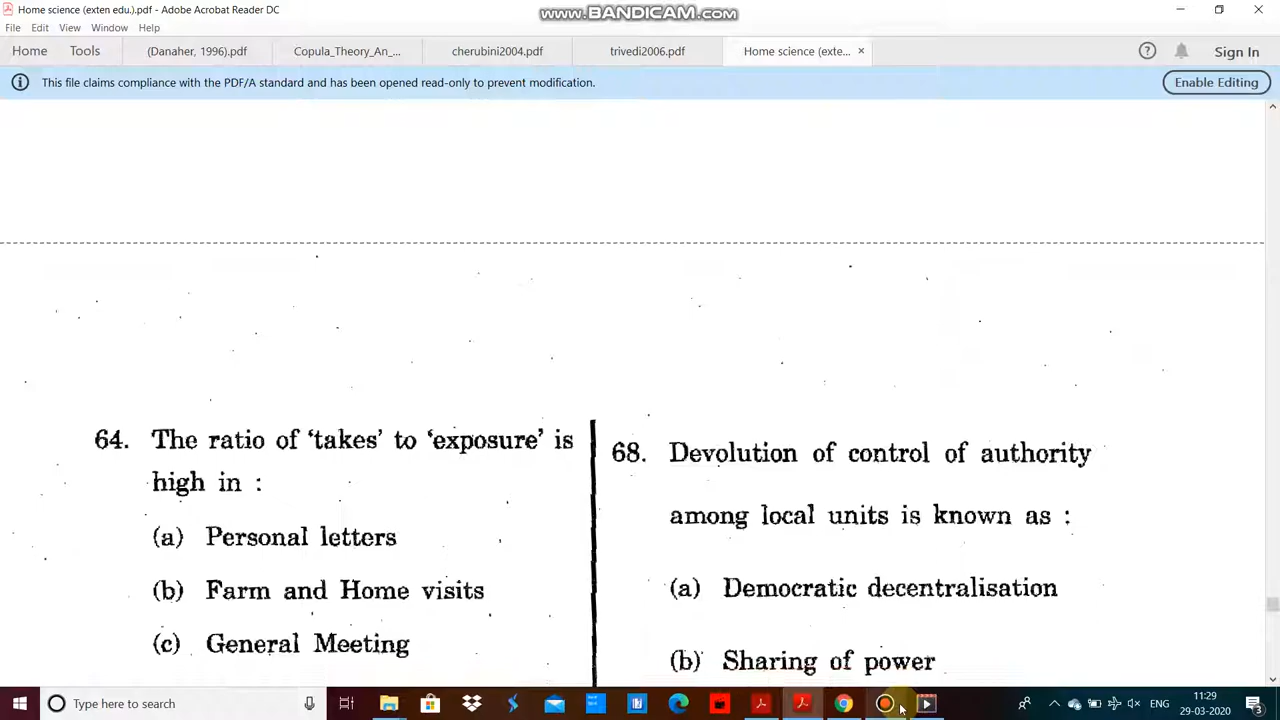 Home science (exten edu.).pdf - Adobe Acrobat Reader DC
www.BANDICAM.com
File Edit View Window Help
Home Tools (Danaher, 1996).pdf Copula_Theory_An_... cherubini2004.pdf trivedi2006.pdf Home science (exte... × Sign In
This file claims compliance with the PDF/A standard and has been opened read-only to prevent modification. Enable Editing
64. The ratio of ‘takes’ to ‘exposure’ is
high in :
(a) Personal letters
(b) Farm and Home visits
(c) General Meeting
68. Devolution of control of authority
among local units is known as :
(a) Democratic decentralisation
(b) Sharing of power
Type here to search
ENG
11:29
29-03-2020
3